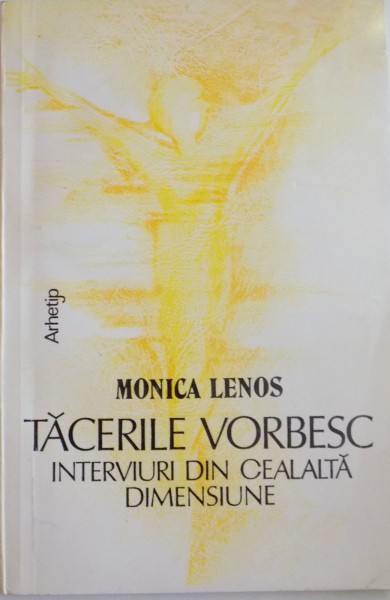 Arhetip
MONICA LENOS
TĂCERILE VORBESC
INTERVIURI DIN CEALALTĂ
DIMENSIUNE